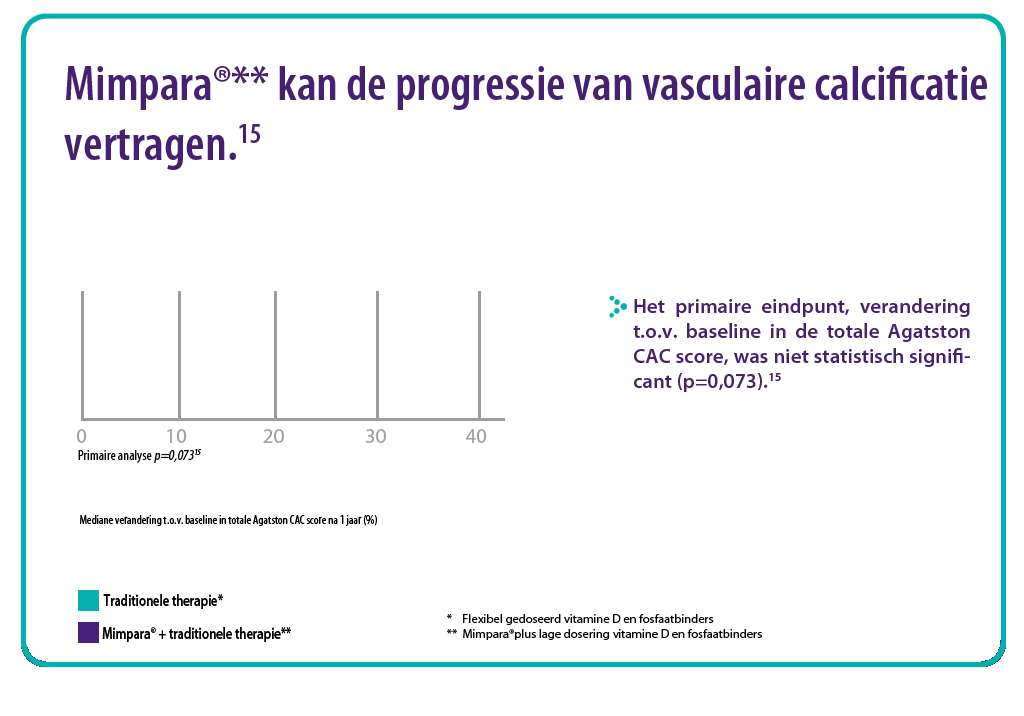 Mimpara®** kan de progressie van vasculaire calcificatie
vertragen.15
Het primaire eindpunt, verandering
t.o.v. baseline in de totale Agatston
CAC score, was niet statistisch signifi-
cant (p=0,073).15
0 10 20 30 40
Primaire analyse p=0,07315
Mediane verandering t.o.v. baseline in totale Agatston CAC score na 1 jaar (%)
Traditionele therapie*
Mimpara® + traditionele therapie**
* Flexibel gedoseerd vitamine D en fosfaatbinders
** Mimpara®plus lage dosering vitamine D en fosfaatbinders